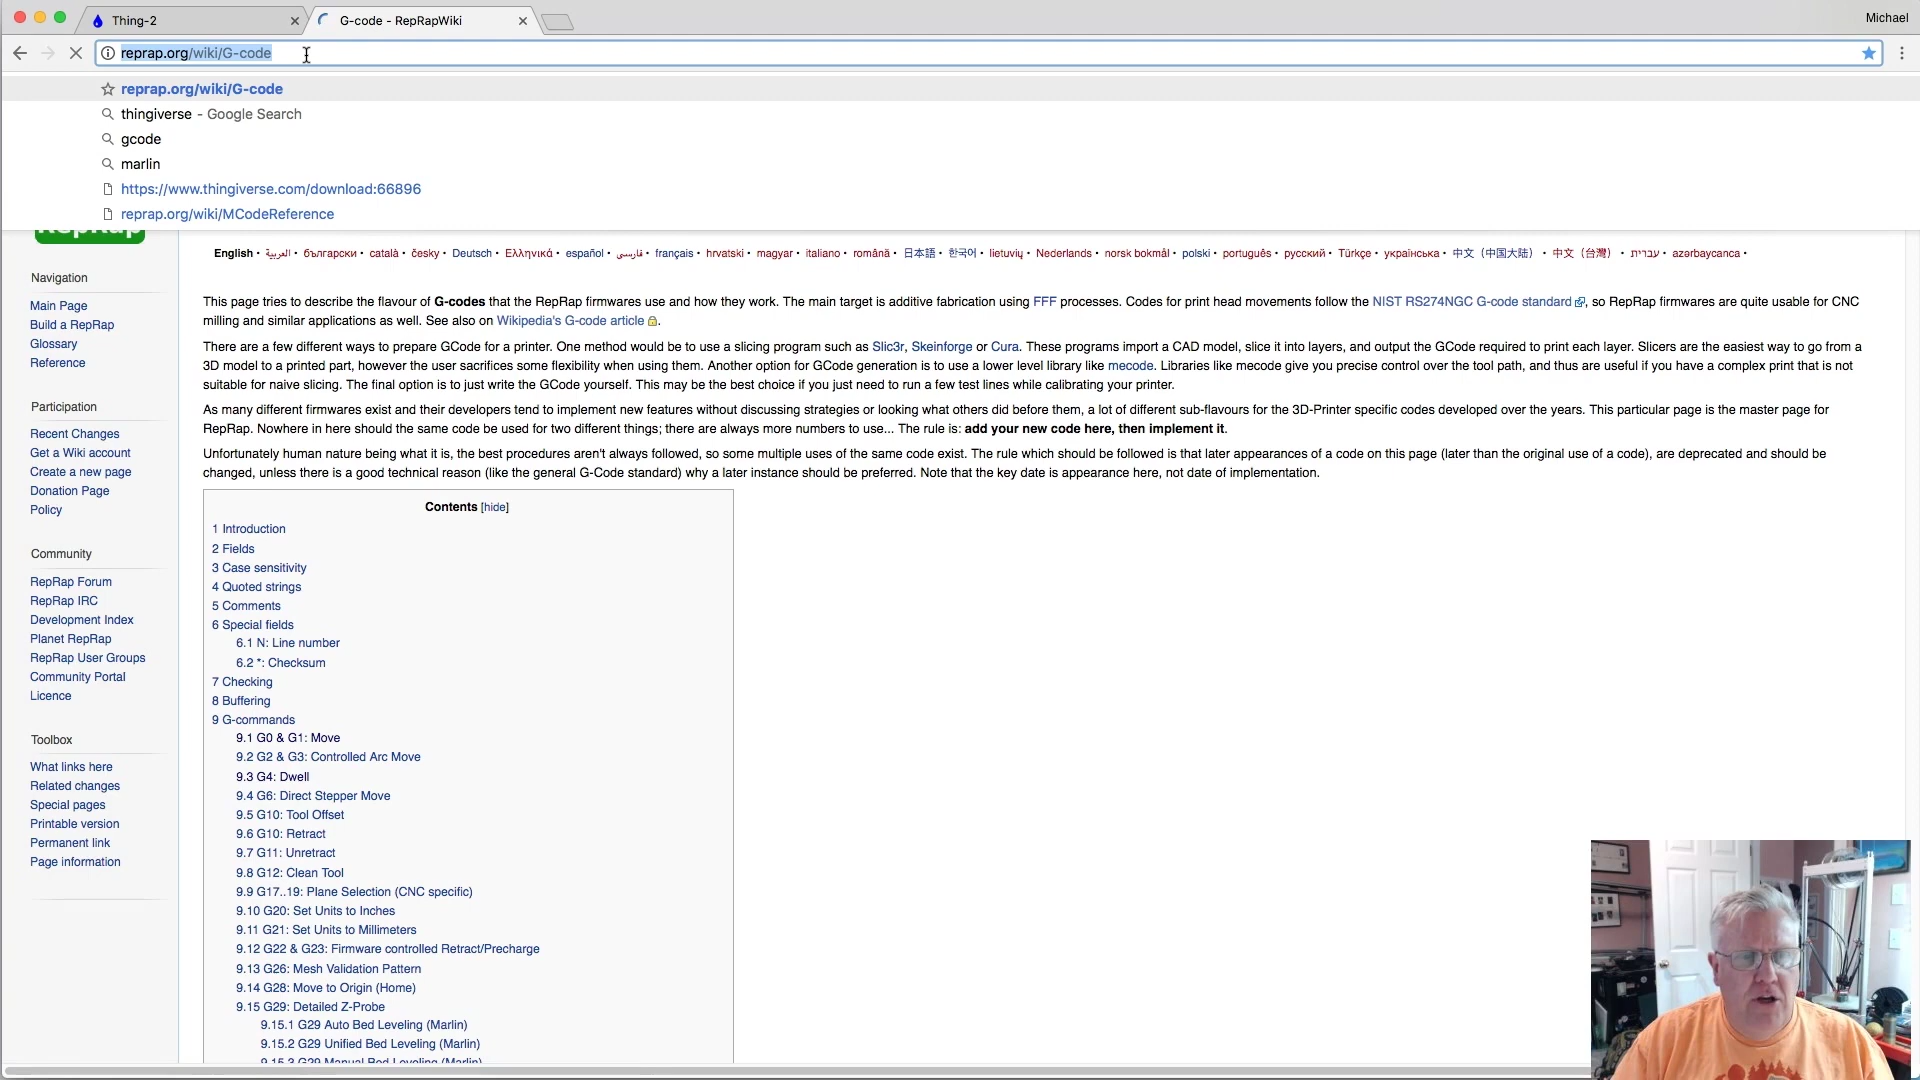 Thing-2
G-code - RepRapWiki
Michael
reprap.org/wiki/G-code
reprap.org/wiki/G-code
thingiverse - Google Search
gcode
marlin
https://www.thingiverse.com/download:66896
reprap.org/wiki/MCodeReference
RepRap
English • العربية • български • català • česky • Deutsch • Ελληνικά • español • فارسی • français • hrvatski • magyar • italiano • română • 日本語 • 한국어 • lietuvių • Nederlands • norsk bokmål • polski • português • русский • Türkçe • українська • 中文（中国大陆） • 中文（台灣） • עברית • azərbaycanca •
Navigation
Main Page
Build a RepRap
Glossary
Reference
Participation
Recent Changes
Get a Wiki account
Create a new page
Donation Page
Policy
Community
RepRap Forum
RepRap IRC
Development Index
Planet RepRap
RepRap User Groups
Community Portal
Licence
Toolbox
What links here
Related changes
Special pages
Printable version
Permanent link
Page information
This page tries to describe the flavour of G-codes that the RepRap firmwares use and how they work. The main target is additive fabrication using FFF processes. Codes for print head movements follow the NIST RS274NGC G-code standard, so RepRap firmwares are quite usable for CNC
milling and similar applications as well. See also on Wikipedia's G-code article.
There are a few different ways to prepare GCode for a printer. One method would be to use a slicing program such as Slic3r, Skeinforge or Cura. These programs import a CAD model, slice it into layers, and output the GCode required to print each layer. Slicers are the easiest way to go from a
3D model to a printed part, however the user sacrifices some flexibility when using them. Another option for GCode generation is to use a lower level library like mecode. Libraries like mecode give you precise control over the tool path, and thus are useful if you have a complex print that is not
suitable for naive slicing. The final option is to just write the GCode yourself. This may be the best choice if you just need to run a few test lines while calibrating your printer.
As many different firmwares exist and their developers tend to implement new features without discussing strategies or looking what others did before them, a lot of different sub-flavours for the 3D-Printer specific codes developed over the years. This particular page is the master page for
RepRap. Nowhere in here should the same code be used for two different things; there are always more numbers to use... The rule is: add your new code here, then implement it.
Unfortunately human nature being what it is, the best procedures aren't always followed, so some multiple uses of the same code exist. The rule which should be followed is that later appearances of a code on this page (later than the original use of a code), are deprecated and should be
changed, unless there is a good technical reason (like the general G-Code standard) why a later instance should be preferred. Note that the key date is appearance here, not date of implementation.
Contents [hide]
1 Introduction
2 Fields
3 Case sensitivity
4 Quoted strings
5 Comments
6 Special fields
6.1 N: Line number
6.2 *: Checksum
7 Checking
8 Buffering
9 G-commands
9.1 G0 & G1: Move
9.2 G2 & G3: Controlled Arc Move
9.3 G4: Dwell
9.4 G6: Direct Stepper Move
9.5 G10: Tool Offset
9.6 G10: Retract
9.7 G11: Unretract
9.8 G12: Clean Tool
9.9 G17..19: Plane Selection (CNC specific)
9.10 G20: Set Units to Inches
9.11 G21: Set Units to Millimeters
9.12 G22 & G23: Firmware controlled Retract/Precharge
9.13 G26: Mesh Validation Pattern
9.14 G28: Move to Origin (Home)
9.15 G29: Detailed Z-Probe
9.15.1 G29 Auto Bed Leveling (Marlin)
9.15.2 G29 Unified Bed Leveling (Marlin)
9.15.3 G29 Manual Bed Leveling (Marlin)